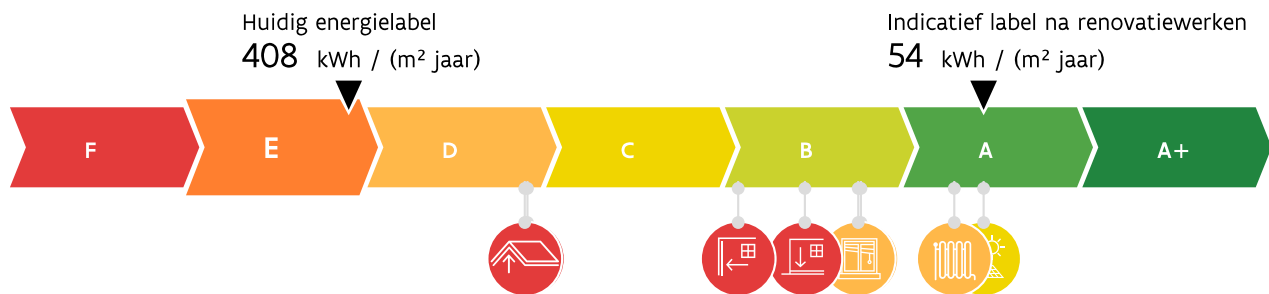 Huidig energielabel
408 kWh / (m² jaar)
Indicatief label na renovatiewerken
54 kWh / (m² jaar)
F E D C B A A+